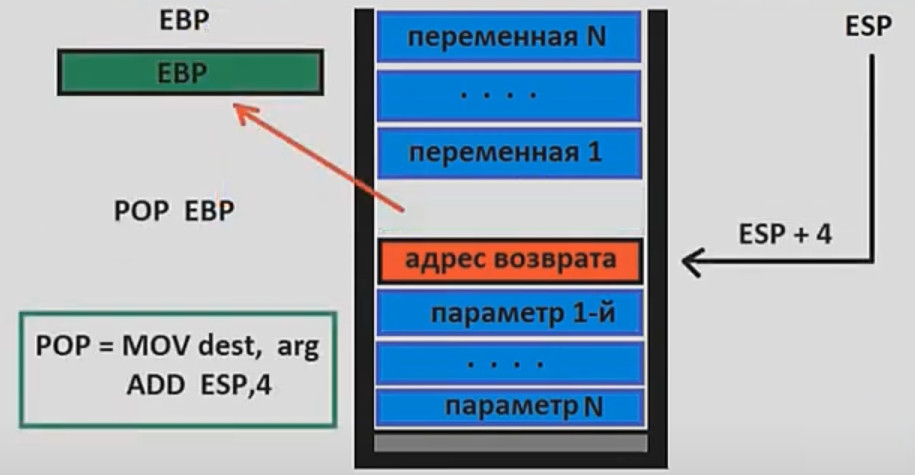 EBP
EBP
POP EBP
POP = MOV dest, arg
ADD ESP,4
переменная N
. . . .
переменная 1
адрес возврата
параметр 1-й
. . . .
параметр N
ESP
ESP + 4